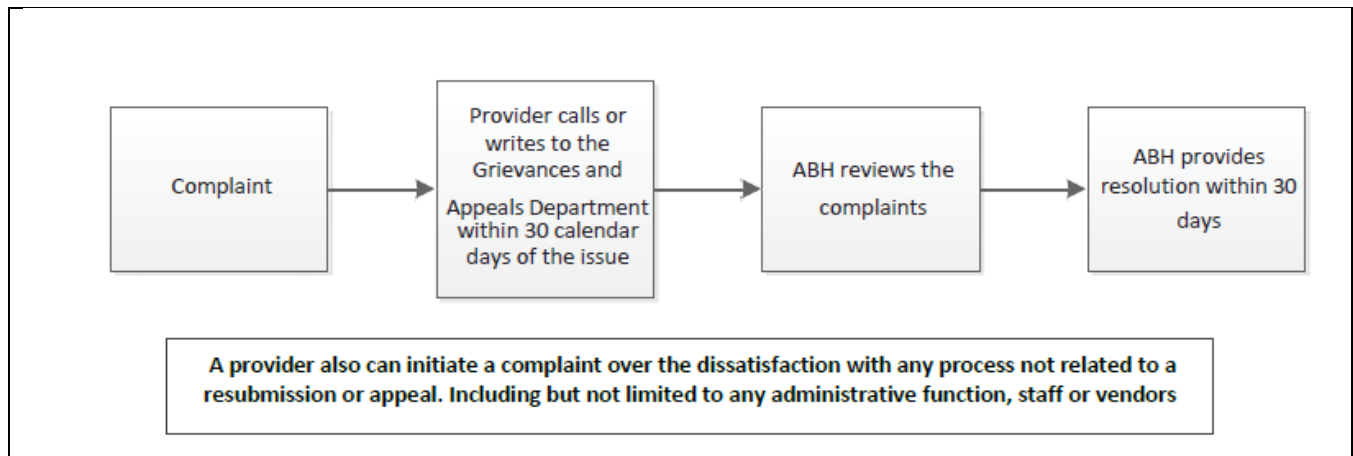 Complaint
Provider calls or
writes to the
Grievances and
Appeals Department
within 30 calendar
days of the issue
ABH reviews the
complaints
ABH provides
resolution within 30
days
A provider also can initiate a complaint over the dissatisfaction with any process not related to a
resubmission or appeal. Including but not limited to any administrative function, staff or vendors